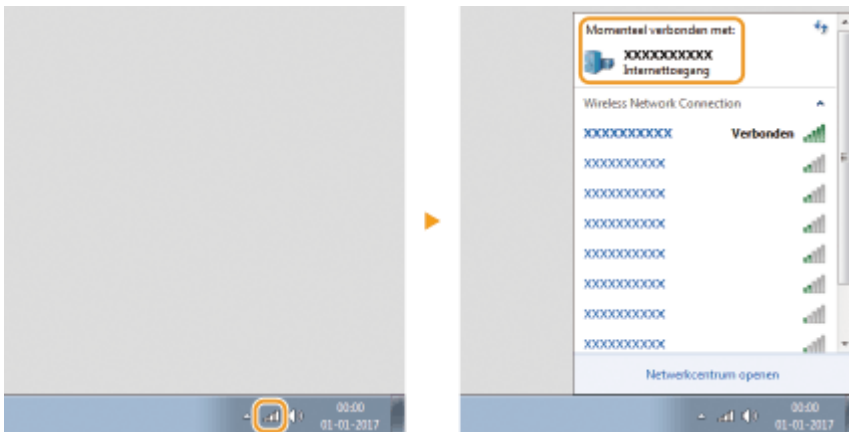 00:00
01-01-2017
Momenteel verbonden met:
XXXXXXXXXX
Internettoegang
Wireless Network Connection
XXXXXXXXXX Verbonden
XXXXXXXXXX
XXXXXXXXXX
XXXXXXXXXX
XXXXXXXXXX
XXXXXXXXXX
XXXXXXXXXX
XXXXXXXXXX
Netwerkcentrum openen
00:00
01-01-2017